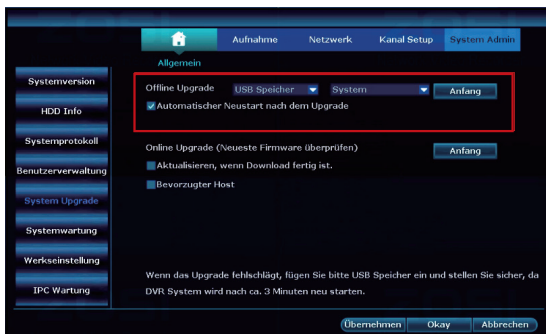 Aufnahme Netzwerk Kanal Setup System Admin
Allgemein
Systemversion
HDD Info
Systemprotokoll
Benutzerverwaltung
System Upgrade
Systemwartung
Werkseinstellung
IPC Wartung
Offline Upgrade USB Speicher System Anfang
Automatischer Neustart nach dem Upgrade
Online Upgrade (Neueste Firmware überprüfen) Anfang
Aktualisieren, wenn Download fertig ist.
Bevorzugter Host
Wenn das Upgrade fehlschlägt, fügen Sie bitte USB Speicher ein und stellen Sie sicher, da
DVR System wird nach ca. 3 Minuten neu starten.
Übernehmen Okay Abbrechen